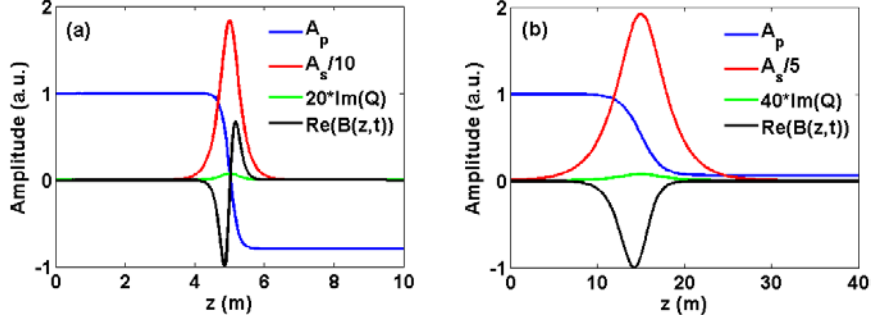 (a)
A_p
A_s/10
20*Im(Q)
Re(B(z,t))
Amplitude (a.u.)
2
1
0
-1
0 2 4 6 8 10
z (m)
(b)
A_p
A_s/5
40*Im(Q)
Re(B(z,t))
Amplitude (a.u.)
2
1
0
-1
0 10 20 30 40
z (m)